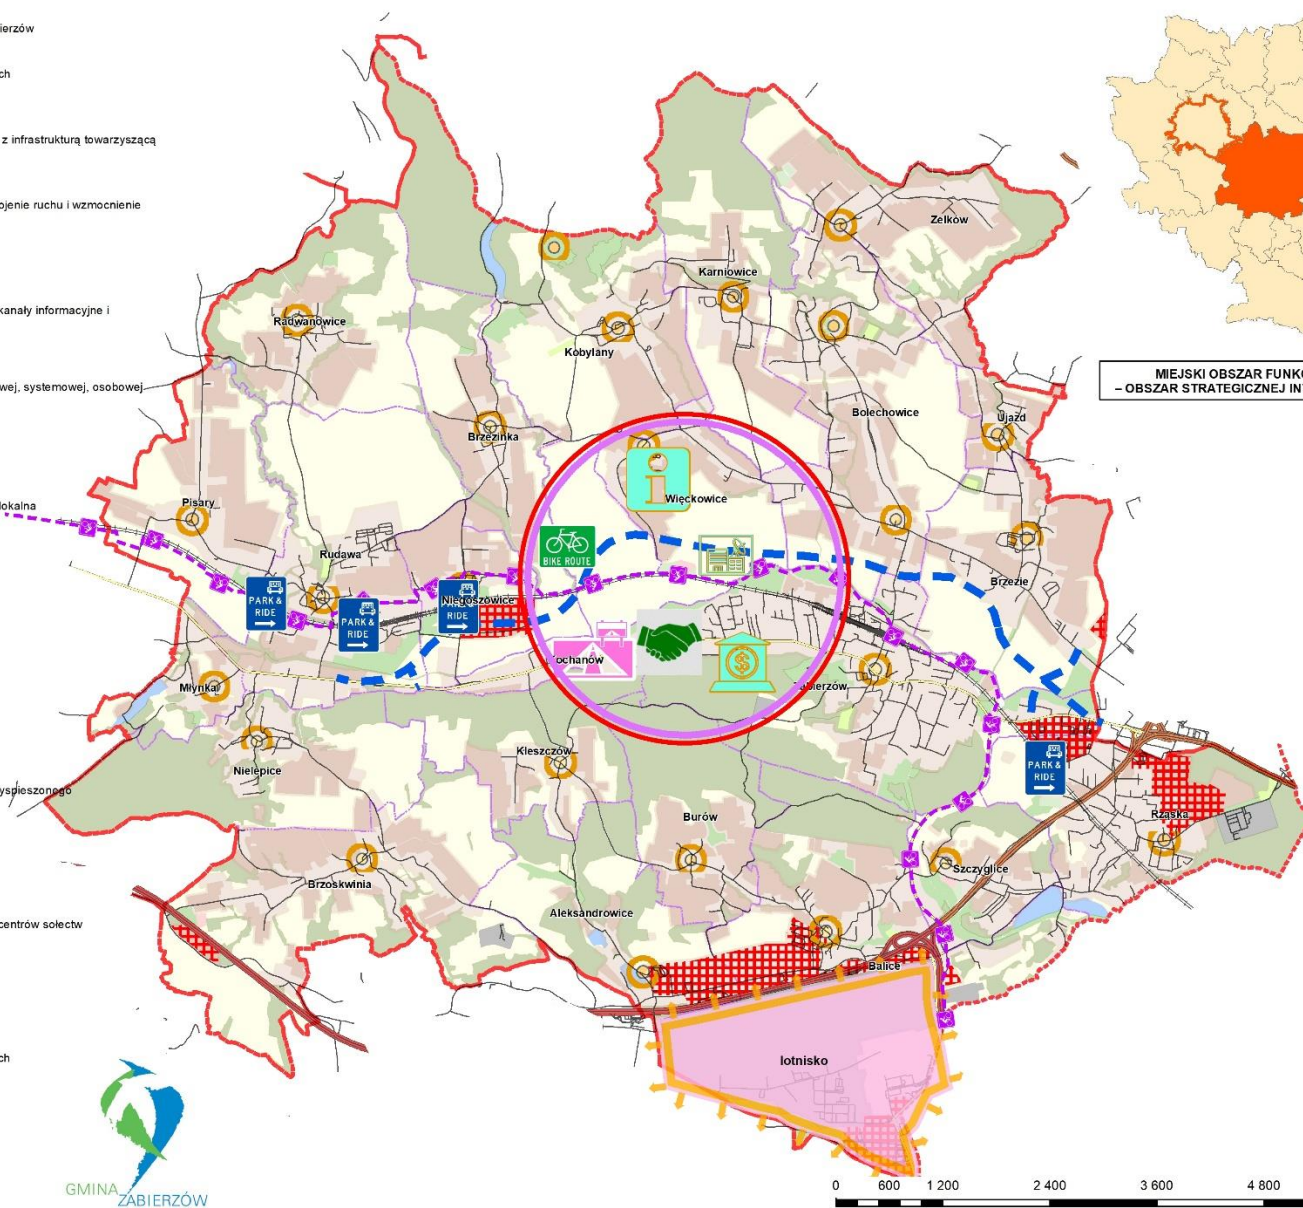 ierzów
ch
z infrastrukturą towarzyszącą
ojenie ruchu i wzmocnienie
kanały informacyjne i
wej, systemowej, osobowej
lokalna
yspieszonego
centrów sołectw
ch
GMINA
ZABIERZÓW
MIEJSKI OBSZAR FUNK
– OBSZAR STRATEGICZNEJ IN
Zelków
Karniowice
Radwanowice
Kobylany
Bolechowice
Ujazd
Brzezinka
Więckowice
Pisary
Rudawa
BIKE ROUTE
Brzezie
PARK &
RIDE
PARK &
RIDE
Niegoszowice
RIDE
Kochanów
Zabierzów
Młynka
Nielepice
Kleszczów
PARK &
RIDE
Burów
Rząska
Szczyglice
Brzoskwinia
Aleksandrowice
Balice
lotnisko
0 600 1 200 2 400 3 600 4 800